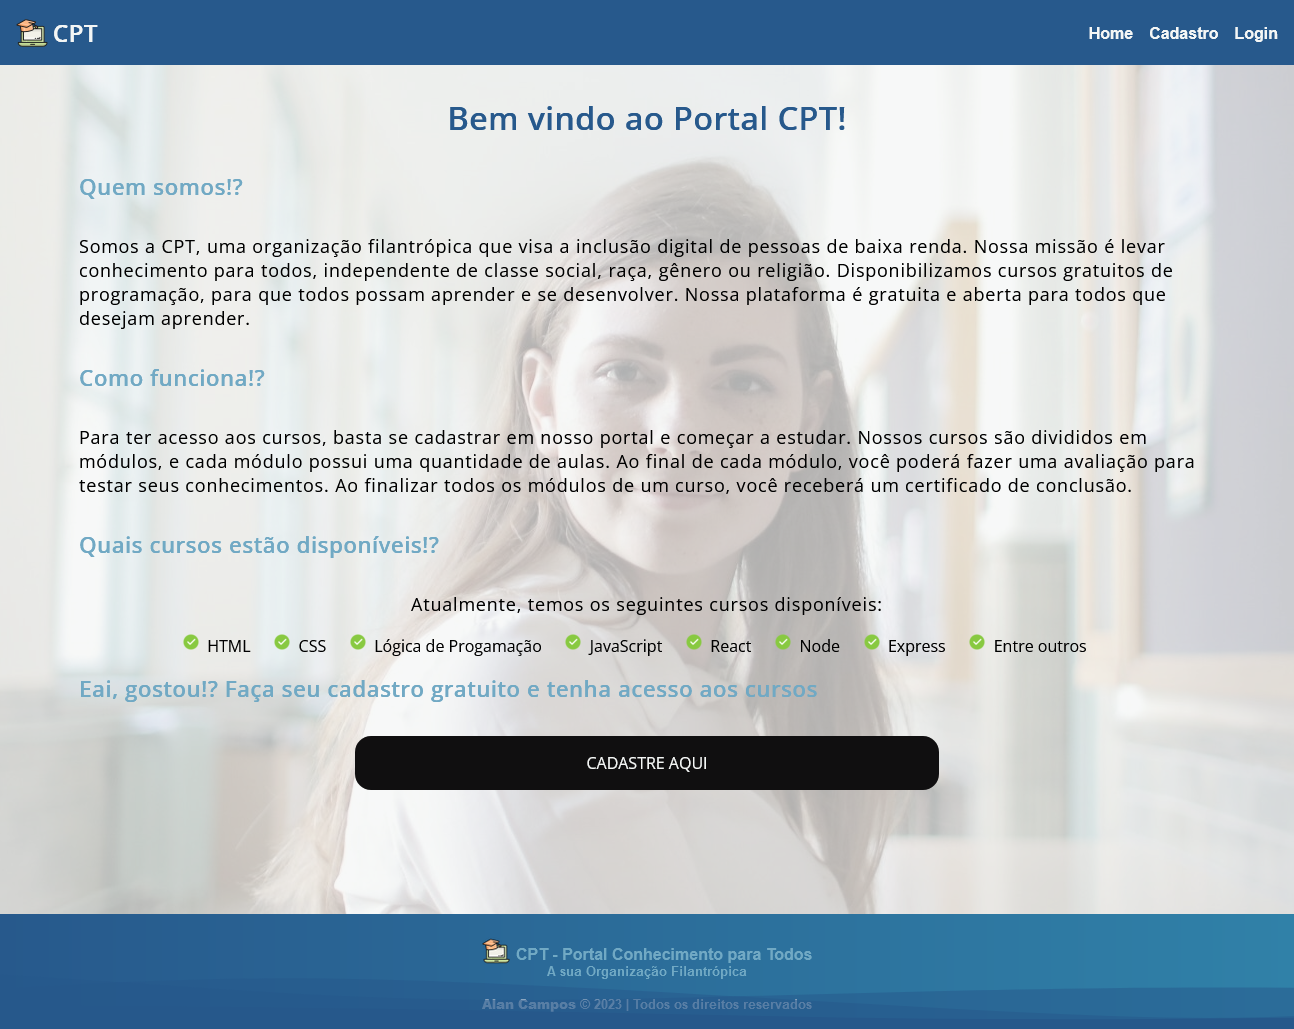 CPT
Home Cadastro Login
Bem vindo ao Portal CPT!
Quem somos!?
Somos a CPT, uma organização filantrópica que visa a inclusão digital de pessoas de baixa renda. Nossa missão é levar
conhecimento para todos, independente de classe social, raça, gênero ou religião. Disponibilizamos cursos gratuitos de
programação, para que todos possam aprender e se desenvolver. Nossa plataforma é gratuita e aberta para todos que
desejam aprender.
Como funciona!?
Para ter acesso aos cursos, basta se cadastrar em nosso portal e começar a estudar. Nossos cursos são divididos em
módulos, e cada módulo possui uma quantidade de aulas. Ao final de cada módulo, você poderá fazer uma avaliação para
testar seus conhecimentos. Ao finalizar todos os módulos de um curso, você receberá um certificado de conclusão.
Quais cursos estão disponíveis!?
Atualmente, temos os seguintes cursos disponíveis:
HTML CSS Lógica de Progamação JavaScript React Node Express Entre outros
Eai, gostou!? Faça seu cadastro gratuito e tenha acesso aos cursos
CADASTRE AQUI
CPT - Portal Conhecimento para Todos
A sua Organização Filantrópica
Alan Campos © 2023 | Todos os direitos reservados